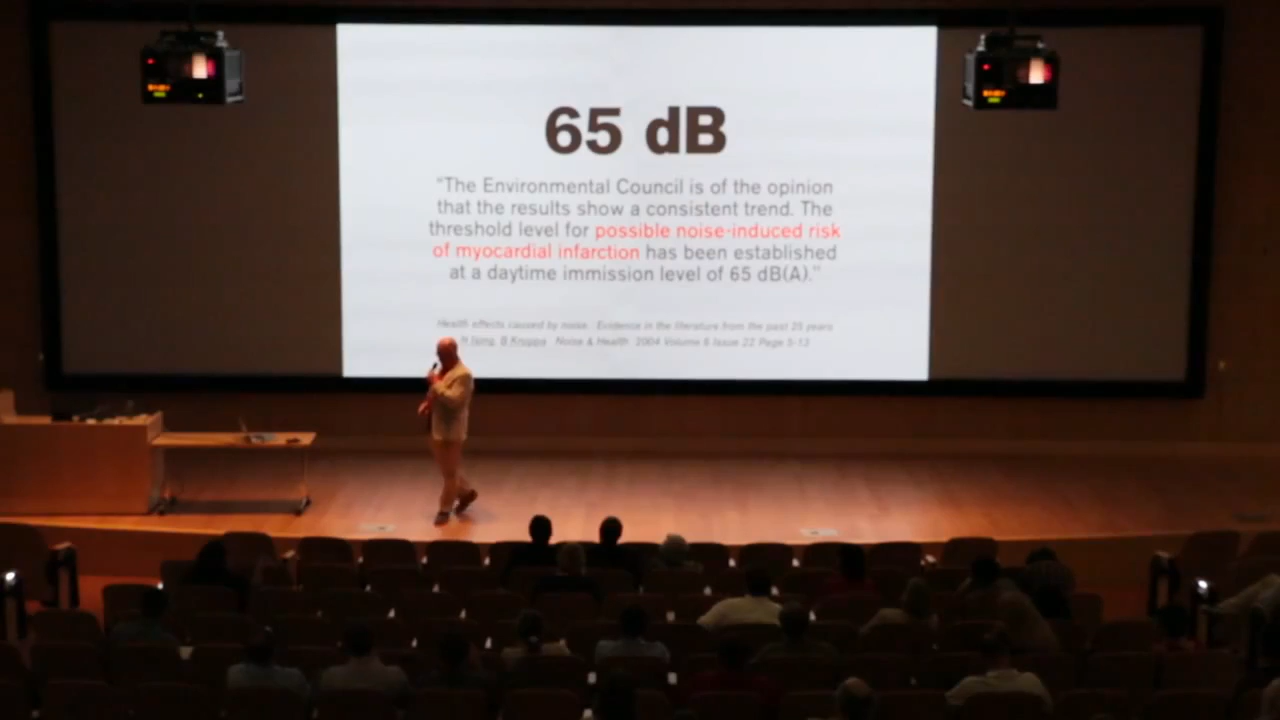 65 dB
"The Environmental Council is of the opinion
that the results show a consistent trend. The
threshold level for possible noise-induced risk
of myocardial infarction has been established
at a daytime immission level of 65 dB(A)."
Health effects caused by noise: Evidence in the literature from the past 25 years
H Ising, B Kruppa Noise & Health 2004 Volume 6 Issue 22 Page 5-13